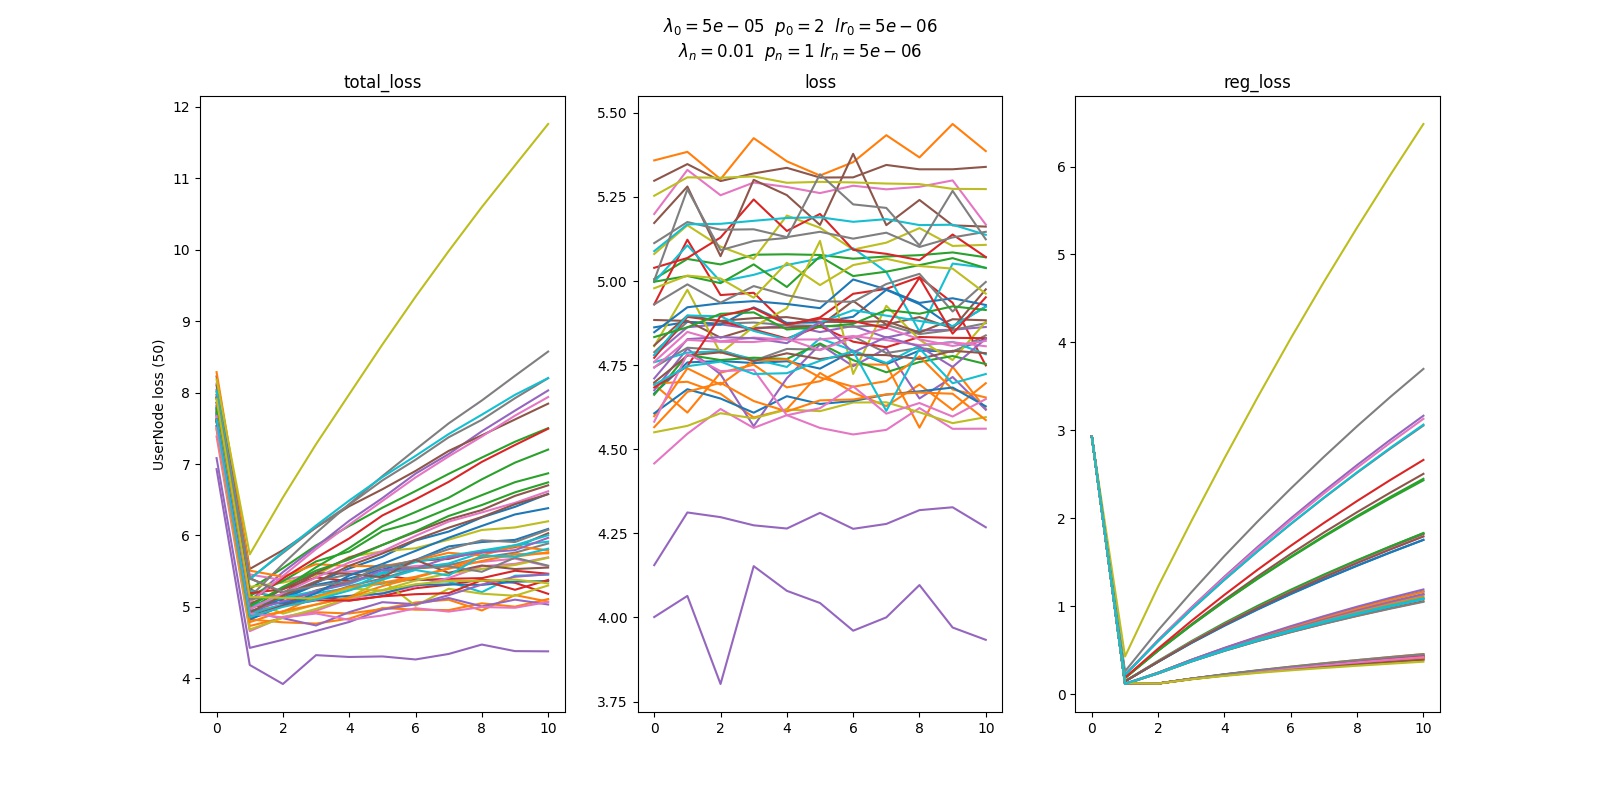 λ₀ = 5e − 05 p₀ = 2 lr₀ = 5e − 06
λₙ = 0.01 pₙ = 1 lrₙ = 5e − 06
total_loss
loss
reg_loss
UserNode loss (50)
12
11
10
9
8
7
6
5
4
0 2 4 6 8 10
5.50
5.25
5.00
4.75
4.50
4.25
4.00
3.75
0 2 4 6 8 10
6
5
4
3
2
1
0
0 2 4 6 8 10